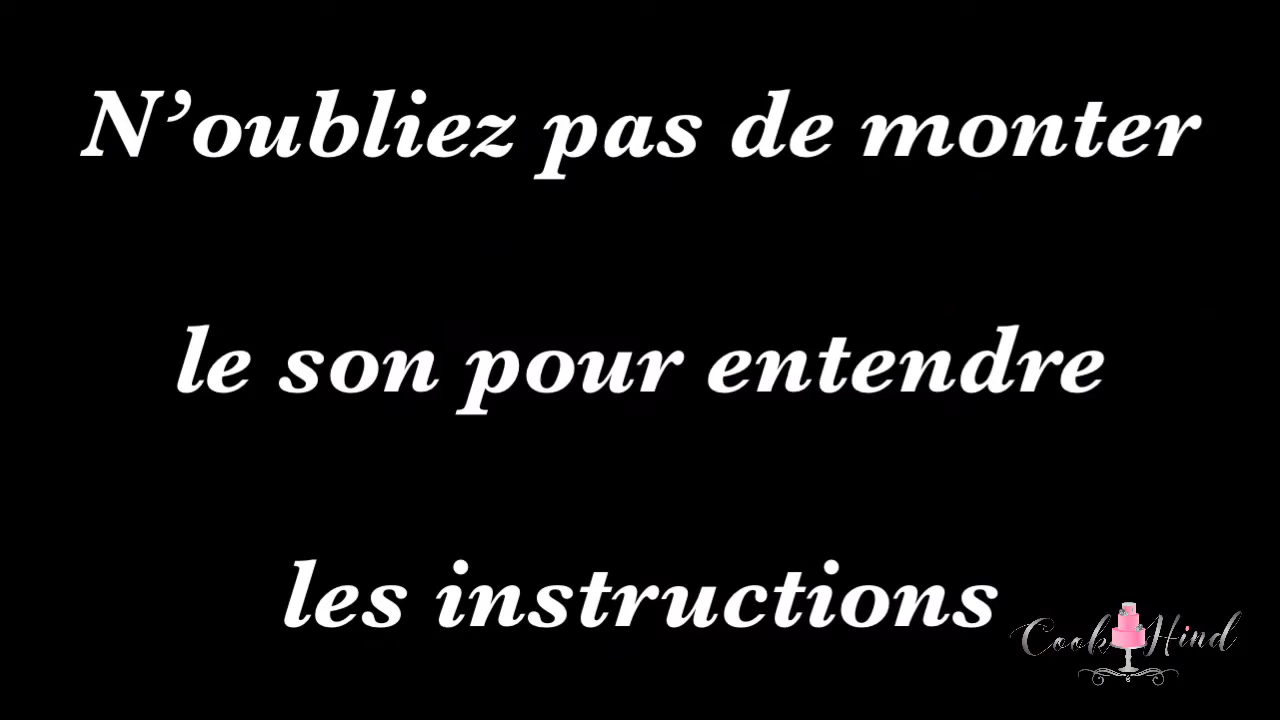 N’oubliez pas de monter
le son pour entendre
les instructions
Cook Hind